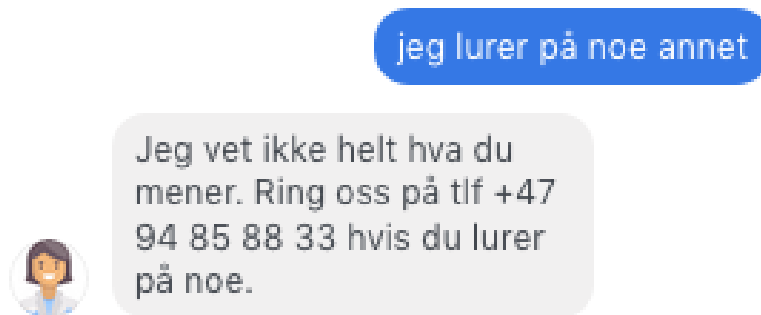 jeg lurer på noe annet
Jeg vet ikke helt hva du
mener. Ring oss på tlf +47
94 85 88 33 hvis du lurer
på noe.